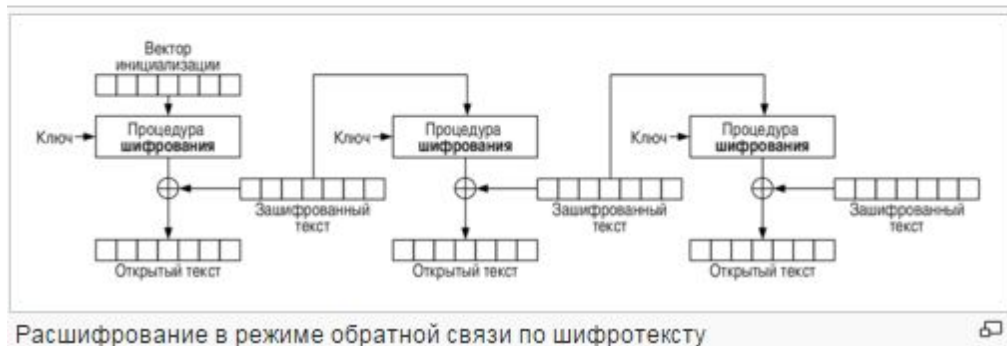 Вектор
инициализации
Ключ
Процедура
шифрования
Ключ
Процедура
шифрования
Ключ
Процедура
шифрования
Зашифрованный
текст
Зашифрованный
текст
Зашифрованный
текст
Открытый текст
Открытый текст
Открытый текст
Расшифрование в режиме обратной связи по шифротексту